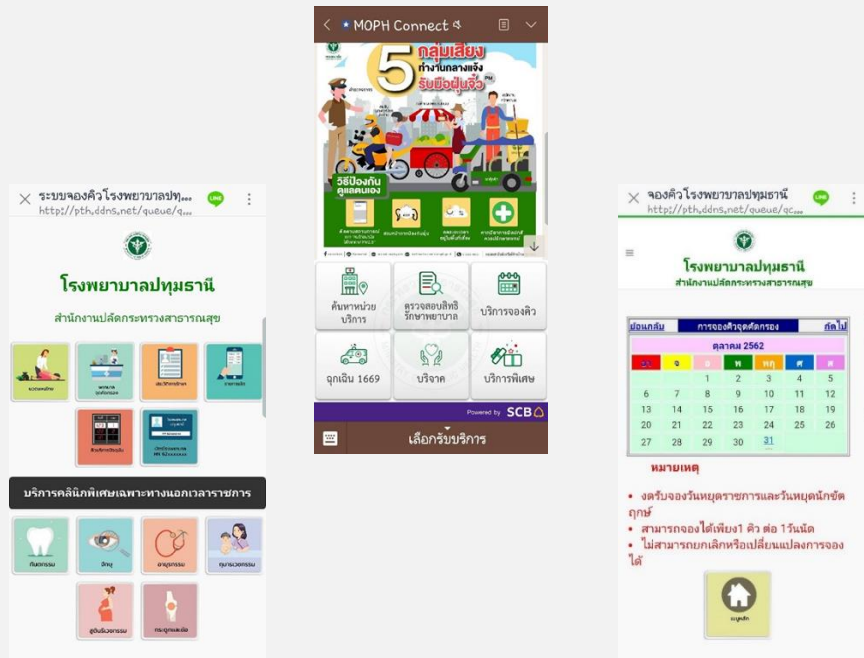 ระบบจองคิวโรงพยาบาลปทุ...
http://pth.ddns.net/queue/q...
LINE
โรงพยาบาลปทุมธานี
สำนักงานปลัดกระทรวงสาธารณสุข
บริการคลินิกพิเศษเฉพาะทางนอกเวลาราชการ
ทันตกรรม
จักษุ
อายุรกรรม
กุมารเวชกรรม
สูตินรีเวชกรรม
กระดูกและข้อ
MOPH Connect
5 กลุ่มเสี่ยง
ทำงานกลางแจ้ง
รับมือฝุ่นจิ๋ว PM
วิธีป้องกัน
ดูแลตนเอง
ค้นหาหน่วย
บริการ
ตรวจสอบสิทธิ
รักษาพยาบาล
บริการจองคิว
ฉุกเฉิน 1669
บริจาค
บริการพิเศษ
Powered by SCB
เลือกรับบริการ
จองคิวโรงพยาบาลปทุมธานี
http://pth.ddns.net/queue/qc...
LINE
โรงพยาบาลปทุมธานี
สำนักงานปลัดกระทรวงสาธารณสุข
ย้อนกลับ การจองคิวจุดคัดกรอง ถัดไป
ตุลาคม 2562
อา จ อ พ พฤ ศ ส
1 2 3 4 5
6 7 8 9 10 11 12
13 14 15 16 17 18 19
20 21 22 23 24 25 26
27 28 29 30 31
หมายเหตุ
• งดรับจองวันหยุดราชการและวันหยุดนักขัต
ฤกษ์
• สามารถจองได้เพียง1 คิว ต่อ 1วันนัด
• ไม่สามารถยกเลิกหรือเปลี่ยนแปลงการจอง
ได้
เมนูหลัก